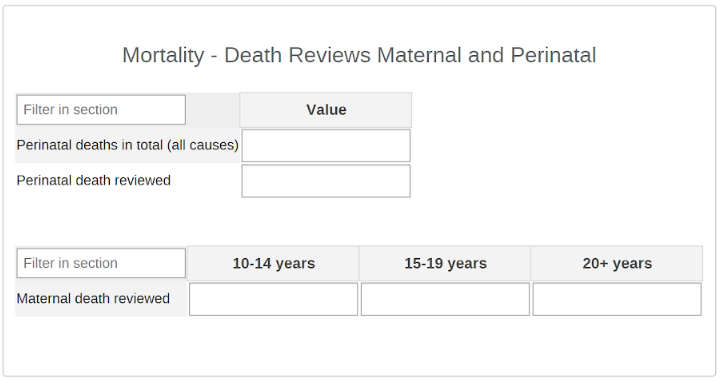 Mortality - Death Reviews Maternal and Perinatal
Filter in section Value
Perinatal deaths in total (all causes)
Perinatal death reviewed
Filter in section 10-14 years 15-19 years 20+ years
Maternal death reviewed